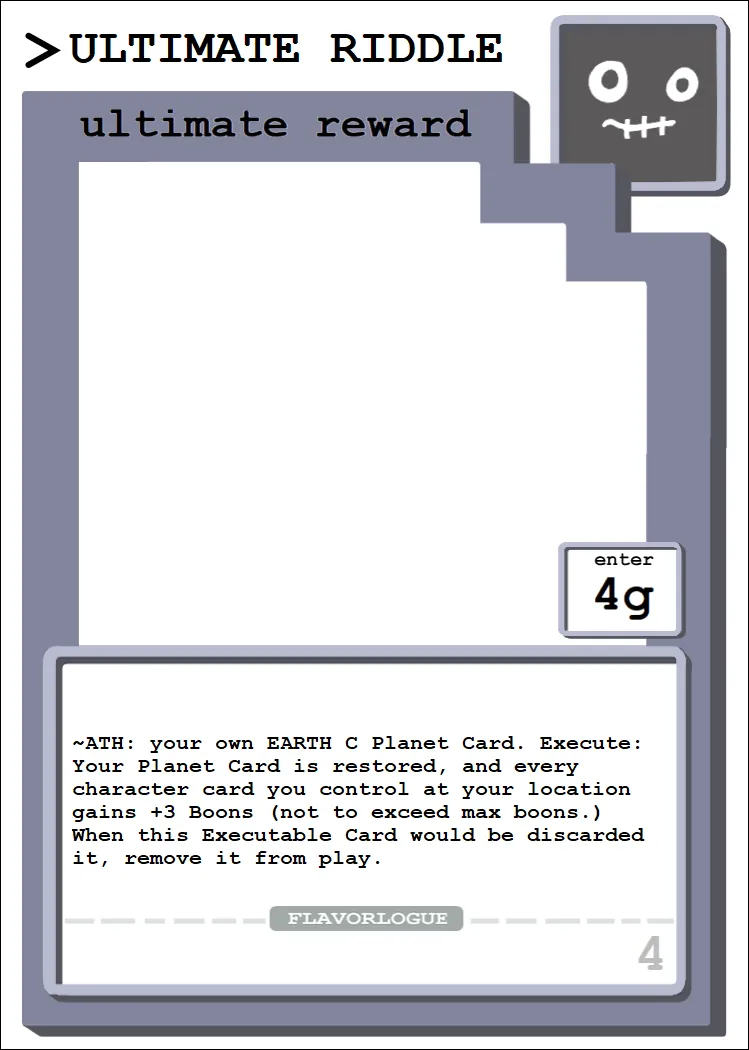 >ULTIMATE RIDDLE
ultimate reward
enter
4g
~ATH: your own EARTH C Planet Card. Execute:
Your Planet Card is restored, and every
character card you control at your location
gains +3 Boons (not to exceed max boons.)
When this Executable Card would be discarded
it, remove it from play.
FLAVORLOGUE
4